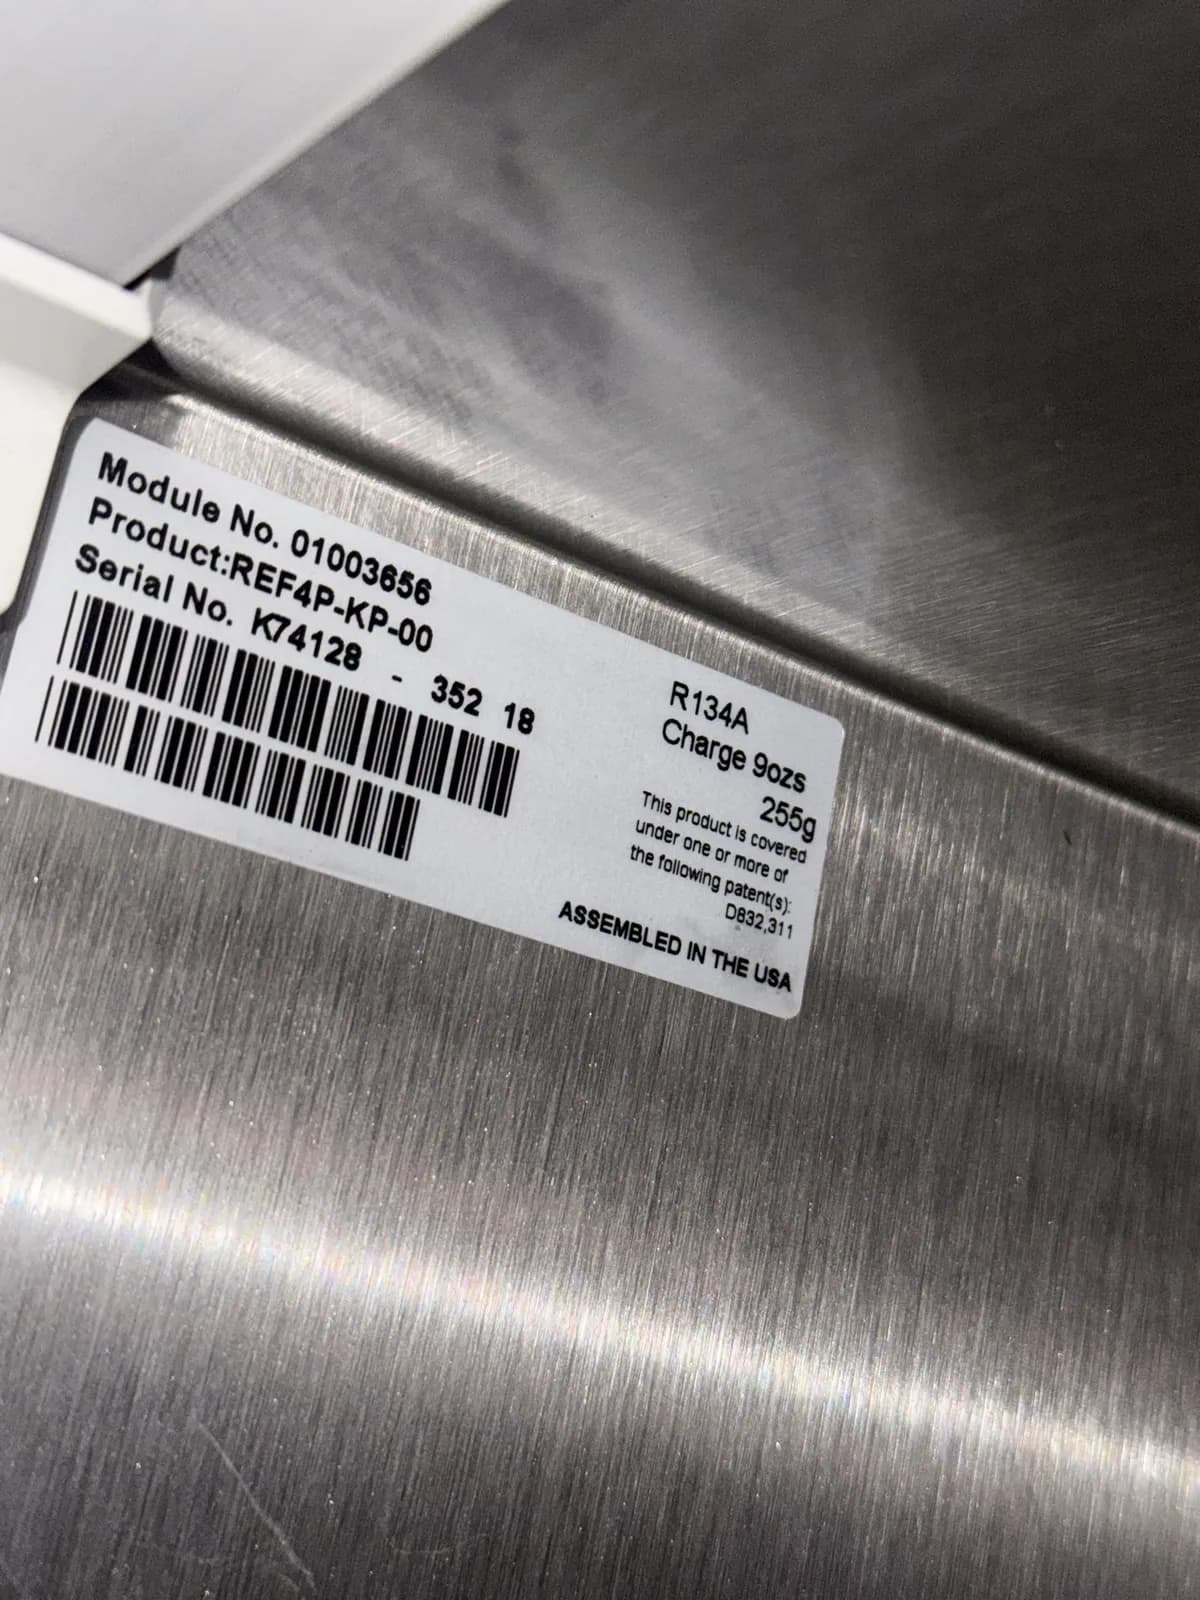 Module No. 01003656
Product:REF4P-KP-00
Serial No. K74128 - 352 18
R134A
Charge 9ozs
255g
This product is covered
under one or more of
the following patent(s):
D832,311
ASSEMBLED IN THE USA